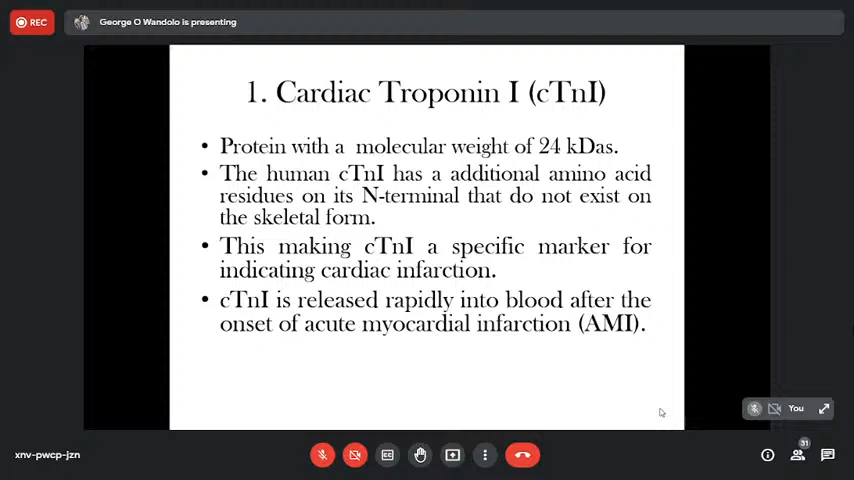 REC
George O Wandolo is presenting
1. Cardiac Troponin I (cTnI)
• Protein with a molecular weight of 24 kDas.
• The human cTnI has a additional amino acid
residues on its N-terminal that do not exist on
the skeletal form.
• This making cTnI a specific marker for
indicating cardiac infarction.
• cTnI is released rapidly into blood after the
onset of acute myocardial infarction (AMI).
You
31
xnv-pwcp-jzn